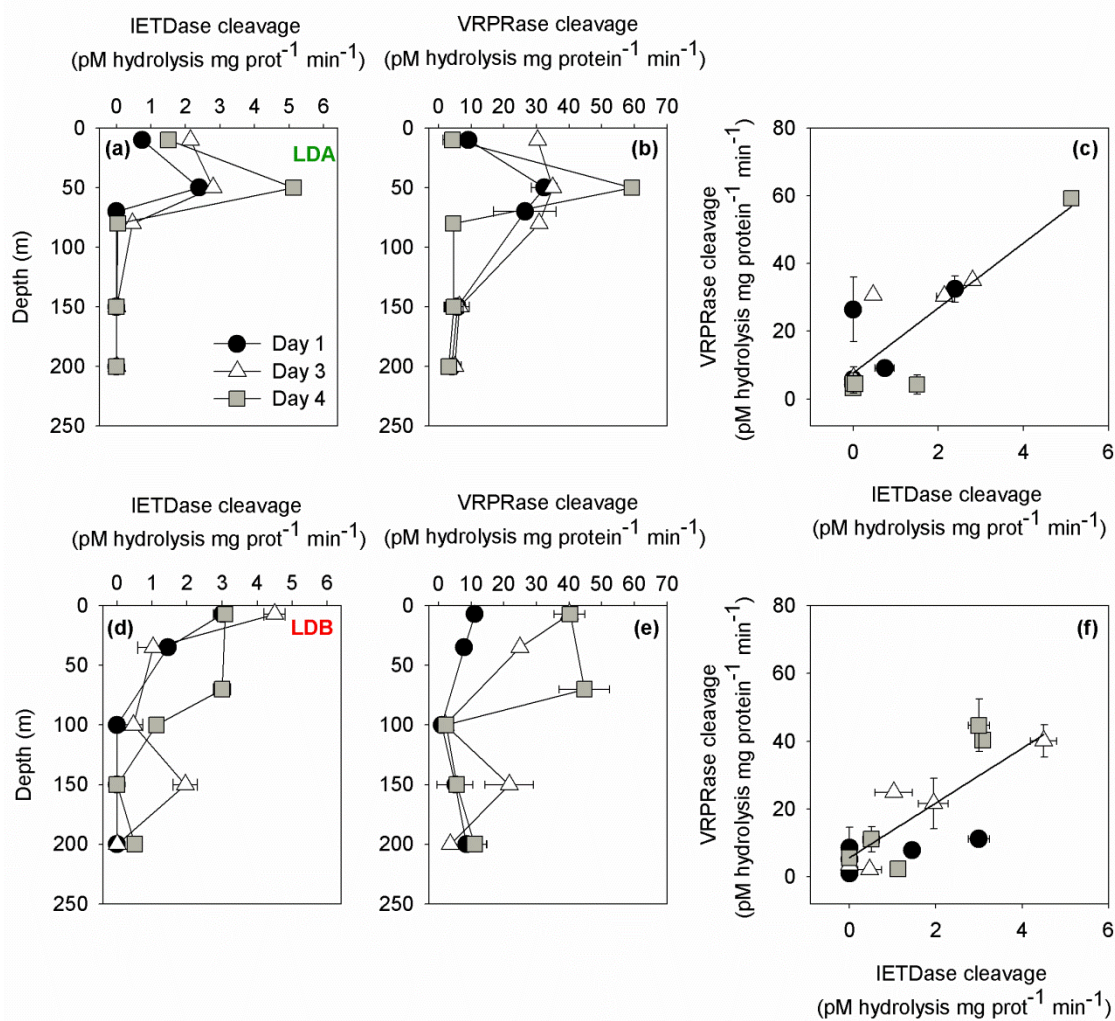 IETDase cleavage
(pM hydrolysis mg prot⁻¹ min⁻¹)
0 1 2 3 4 5 6
VRPRase cleavage
(pM hydrolysis mg protein⁻¹ min⁻¹)
0 10 20 30 40 50 60 70
Depth (m)
0
50
100
150
200
250
(a)
LDA
Day 1
Day 3
Day 4
(b)
VRPRase cleavage
(pM hydrolysis mg protein⁻¹ min⁻¹)
80
60
40
20
0
(c)
0 2 4 6
IETDase cleavage
(pM hydrolysis mg prot⁻¹ min⁻¹)
IETDase cleavage
(pM hydrolysis mg prot⁻¹ min⁻¹)
0 1 2 3 4 5 6
VRPRase cleavage
(pM hydrolysis mg protein⁻¹ min⁻¹)
0 10 20 30 40 50 60 70
Depth (m)
0
50
100
150
200
250
(d)
LDB
(e)
VRPRase cleavage
(pM hydrolysis mg protein⁻¹ min⁻¹)
80
60
40
20
0
(f)
0 2 4 6
IETDase cleavage
(pM hydrolysis mg prot⁻¹ min⁻¹)